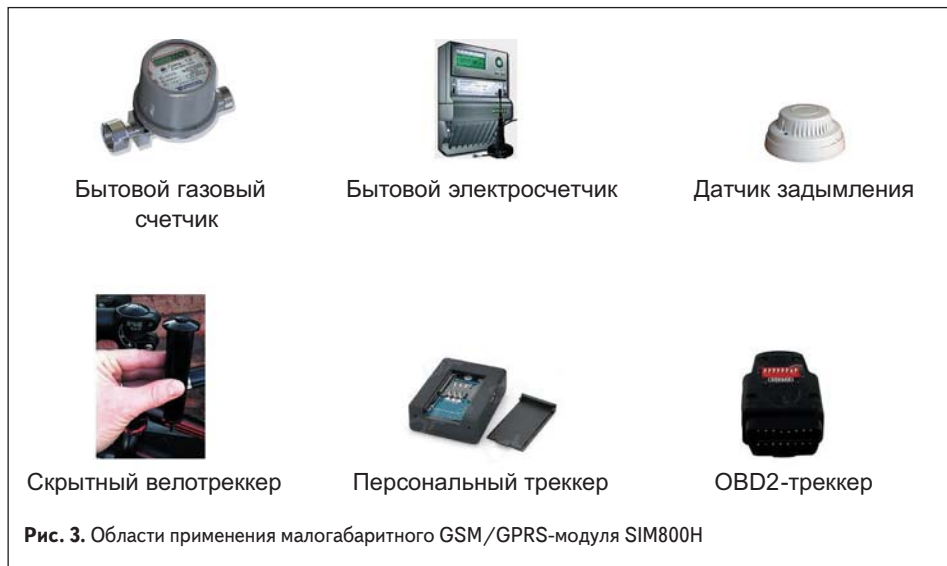 Бытовой газовый
счетчик
Бытовой электросчетчик
Датчик задымления
Скрытный велотреккер
Персональный треккер
OBD2-треккер
Рис. 3. Области применения малогабаритного GSM/GPRS-модуля SIM800H